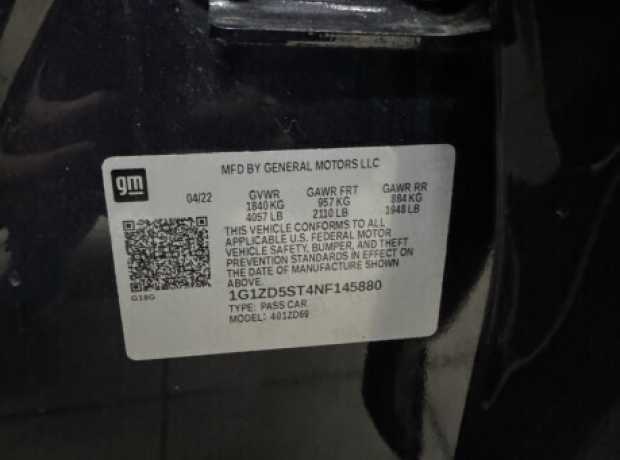 MFD BY GENERAL MOTORS LLC
gm
04/22
GVWR GAWR FRT GAWR RR
1840 KG 957 KG 884 KG
4057 LB 2110 LB 1948 LB
THIS VEHICLE CONFORMS TO ALL
APPLICABLE U.S. FEDERAL MOTOR
VEHICLE SAFETY, BUMPER, AND THEFT
PREVENTION STANDARDS IN EFFECT ON
THE DATE OF MANUFACTURE SHOWN
ABOVE.
G18G
1G1ZD5ST4NF145880
TYPE: PASS CAR
MODEL: 401ZD69